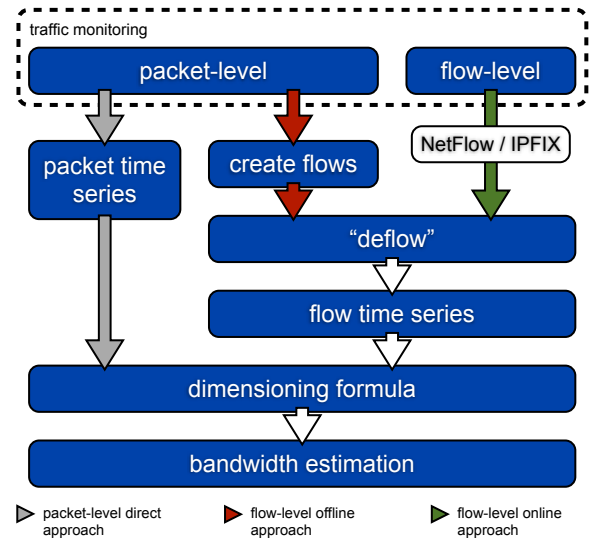 traffic monitoring
packet-level
flow-level
NetFlow / IPFIX
packet time
series
create flows
“deflow”
flow time series
dimensioning formula
bandwidth estimation
packet-level direct
approach
flow-level offline
approach
flow-level online
approach